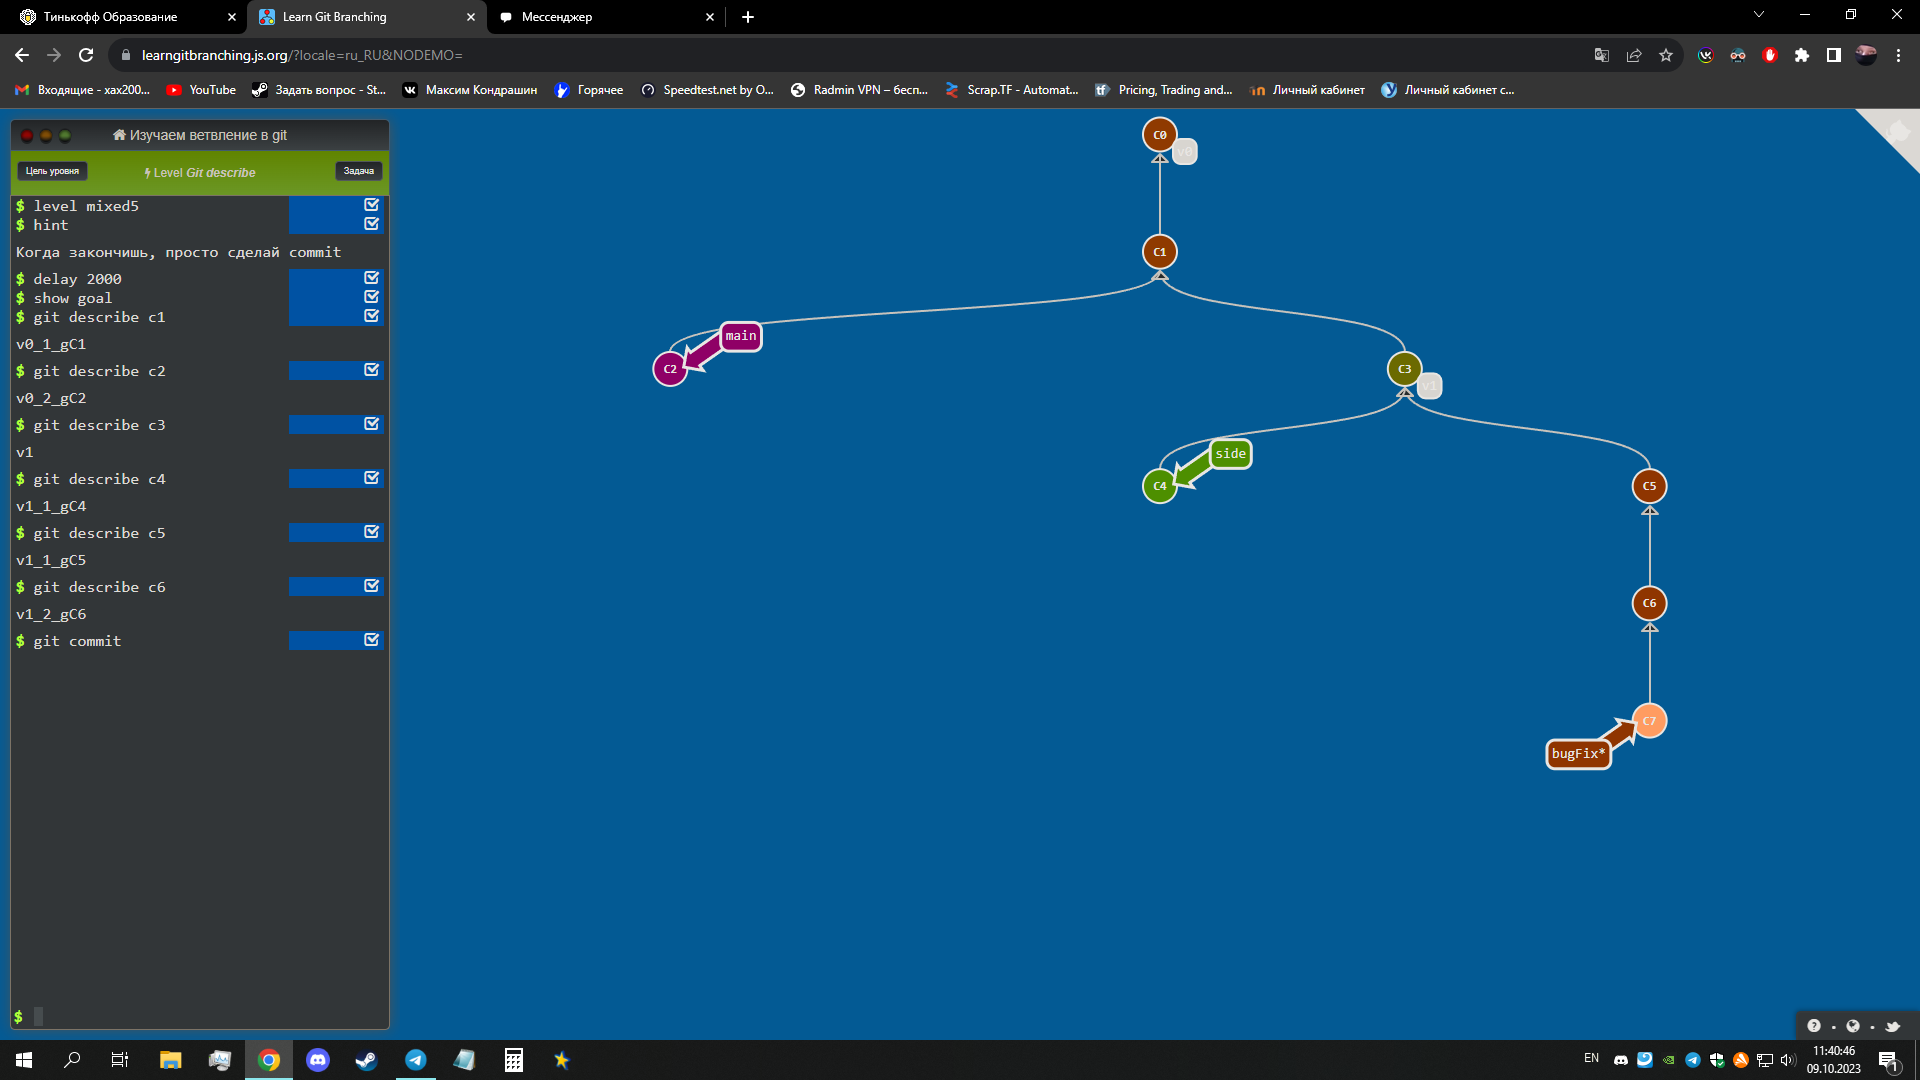 Тинькофф Образование
Learn Git Branching
Мессенджер
learngitbranching.js.org/?locale=ru_RU&NODEMO=
Входящие - xax200...
YouTube
Задать вопрос - St...
Максим Кондрашин
Горячее
Speedtest.net by O...
Radmin VPN – бесп...
Scrap.TF - Automat...
Pricing, Trading and...
Личный кабинет
Личный кабинет с...
Изучаем ветвление в git
Цель уровня
Level Git describe
Задача
$ level mixed5
$ hint
Когда закончишь, просто сделай commit
$ delay 2000
$ show goal
$ git describe c1
v0_1_gC1
$ git describe c2
v0_2_gC2
$ git describe c3
v1
$ git describe c4
v1_1_gC4
$ git describe c5
v1_1_gC5
$ git describe c6
v1_2_gC6
$ git commit
$
C0
v0
C1
main
C2
C3
v1
side
C4
C5
C6
C7
bugFix*
EN
11:40:46
09.10.2023
1